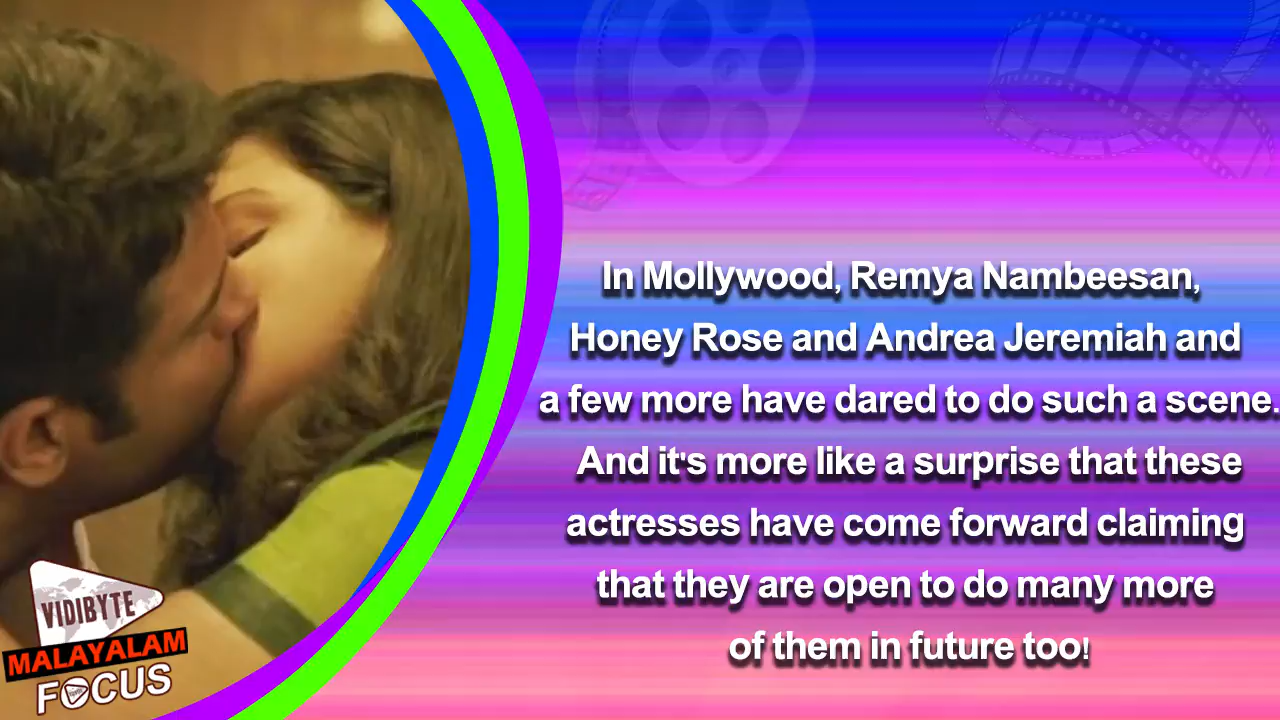 In Mollywood, Remya Nambeesan,
Honey Rose and Andrea Jeremiah and
a few more have dared to do such a scene.
And it's more like a surprise that these
actresses have come forward claiming
that they are open to do many more
of them in future too!
VIDIBYTE
MALAYALAM
FOCUS